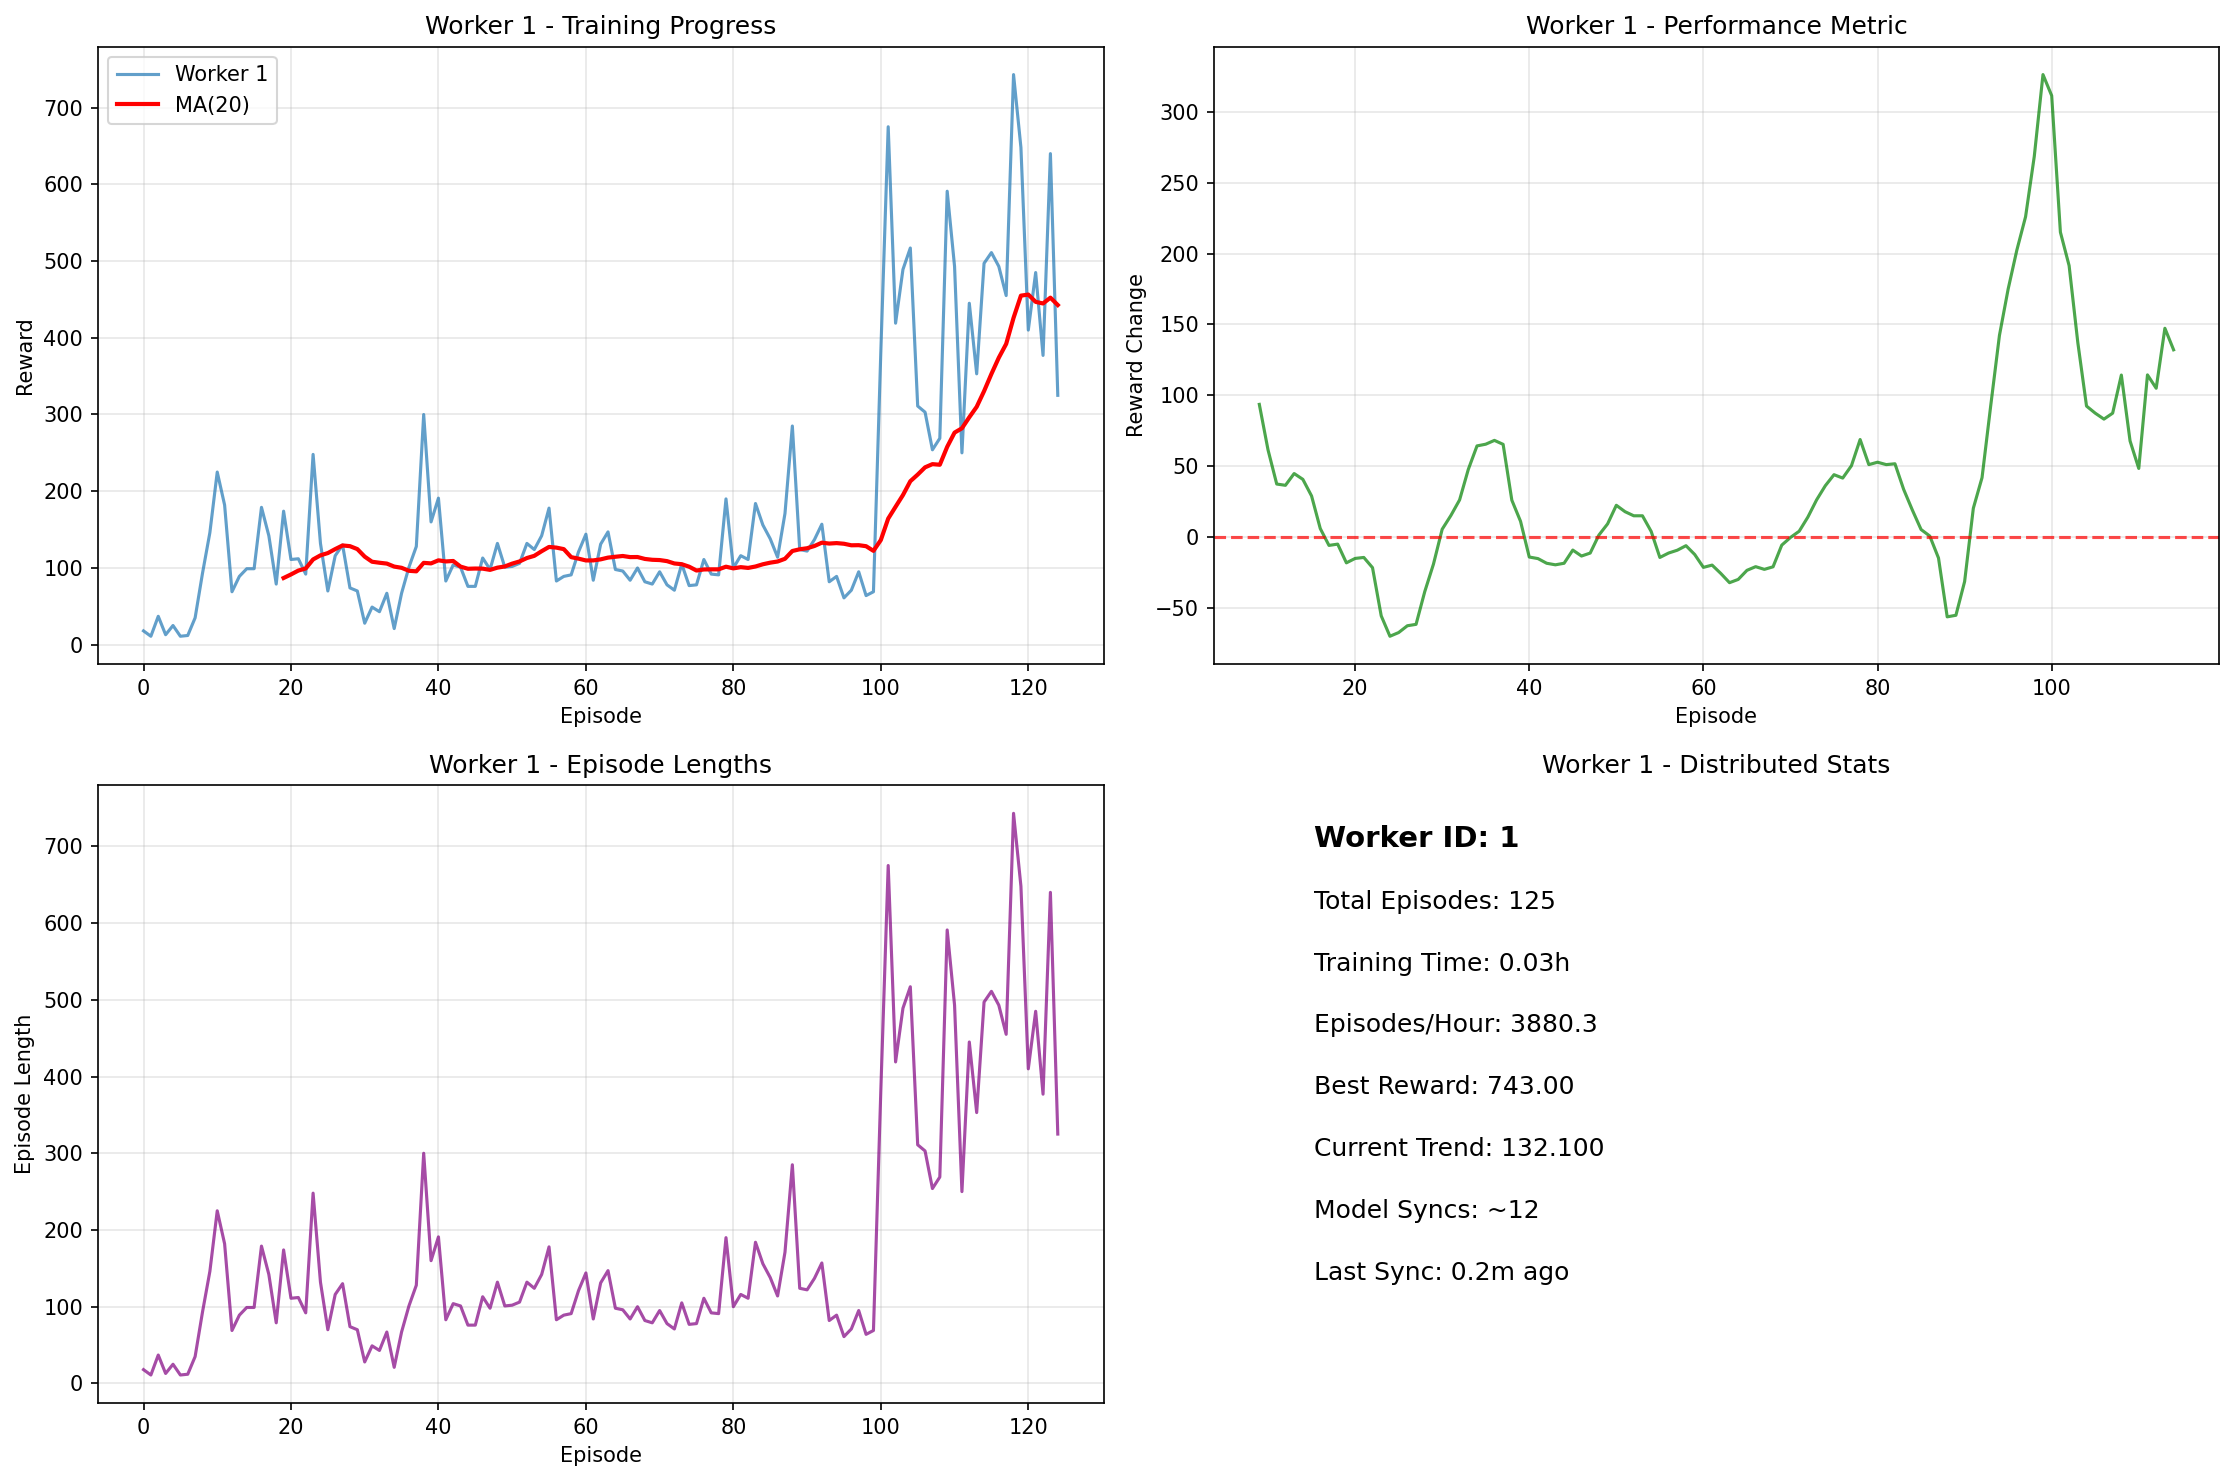 Worker 1 - Training Progress
Worker 1
MA(20)
Reward
700
600
500
400
300
200
100
0
0 20 40 60 80 100 120
Episode
Worker 1 - Performance Metric
Reward Change
300
250
200
150
100
50
0
−50
20 40 60 80 100
Episode
Worker 1 - Episode Lengths
Episode Length
700
600
500
400
300
200
100
0
0 20 40 60 80 100 120
Episode
Worker 1 - Distributed Stats
Worker ID: 1
Total Episodes: 125
Training Time: 0.03h
Episodes/Hour: 3880.3
Best Reward: 743.00
Current Trend: 132.100
Model Syncs: ~12
Last Sync: 0.2m ago